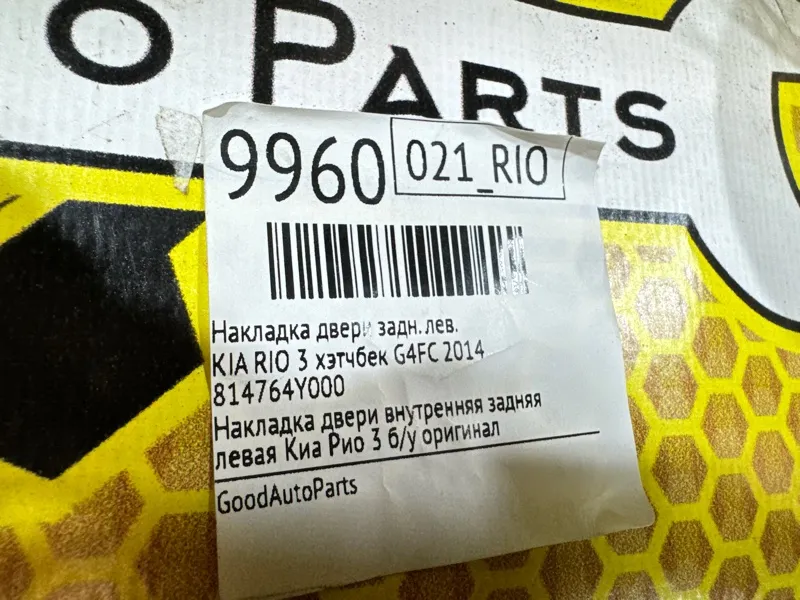 O PARTS
9960
021_RIO
Накладка двери задн. лев.
KIA RIO 3 хэтчбек G4FC 2014
814764Y000
Накладка двери внутренняя задняя
левая Киа Рио 3 б/у оригинал
GoodAutoParts